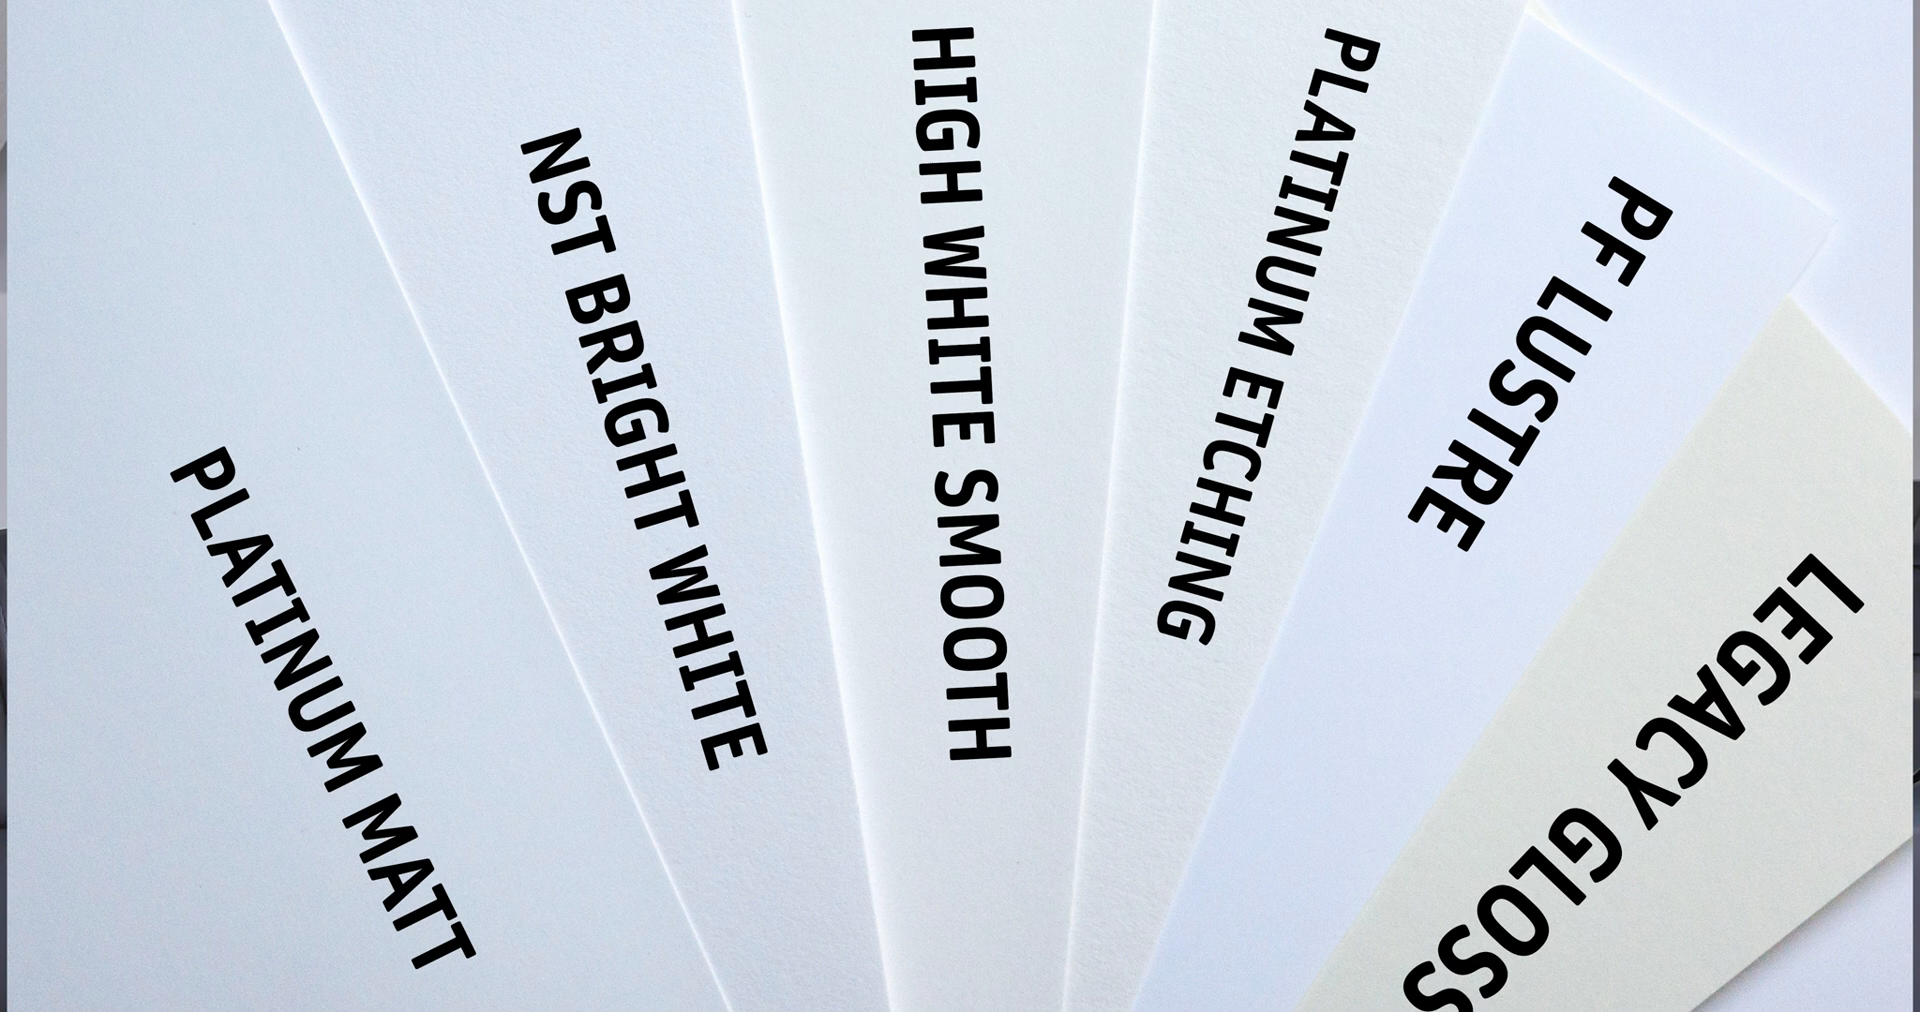 PLATINUM MATT
NST BRIGHT WHITE
HIGH WHITE SMOOTH
PLATINUM ETCHING
PF LUSTRE
LEGACY GLOSS